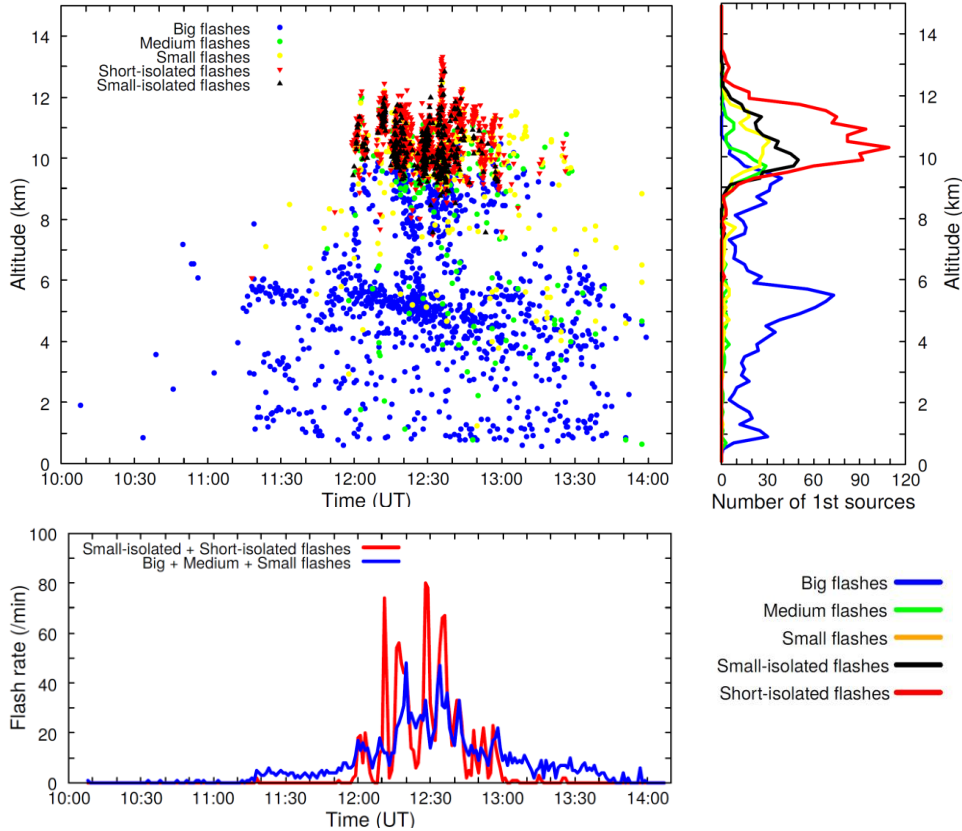 14
12
10
8
6
4
2
0
Altitude (km)
Big flashes
Medium flashes
Small flashes
Short-isolated flashes
Small-isolated flashes
10:00 10:30 11:00 11:30 12:00 12:30 13:00 13:30 14:00
Time (UT)
14
12
10
8
6
4
2
0
Altitude (km)
0 30 60 90 120
Number of 1st sources
100
80
60
40
20
0
Flash rate (/min)
Small-isolated + Short-isolated flashes
Big + Medium + Small flashes
10:00 10:30 11:00 11:30 12:00 12:30 13:00 13:30 14:00
Time (UT)
Big flashes
Medium flashes
Small flashes
Small-isolated flashes
Short-isolated flashes